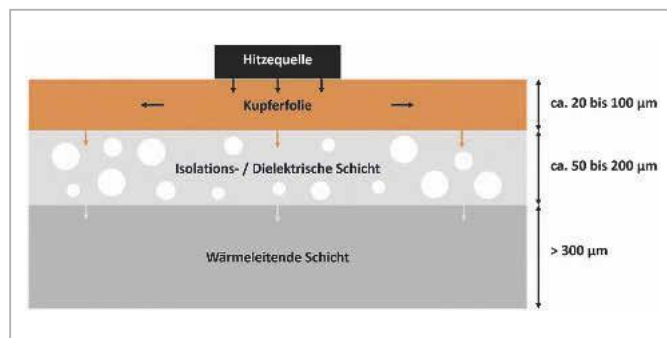 Hitzequelle
Kupferfolie
ca. 20 bis 100 µm
Isolations- / Dielektrische Schicht
ca. 50 bis 200 µm
Wärmeleitende Schicht
> 300 µm